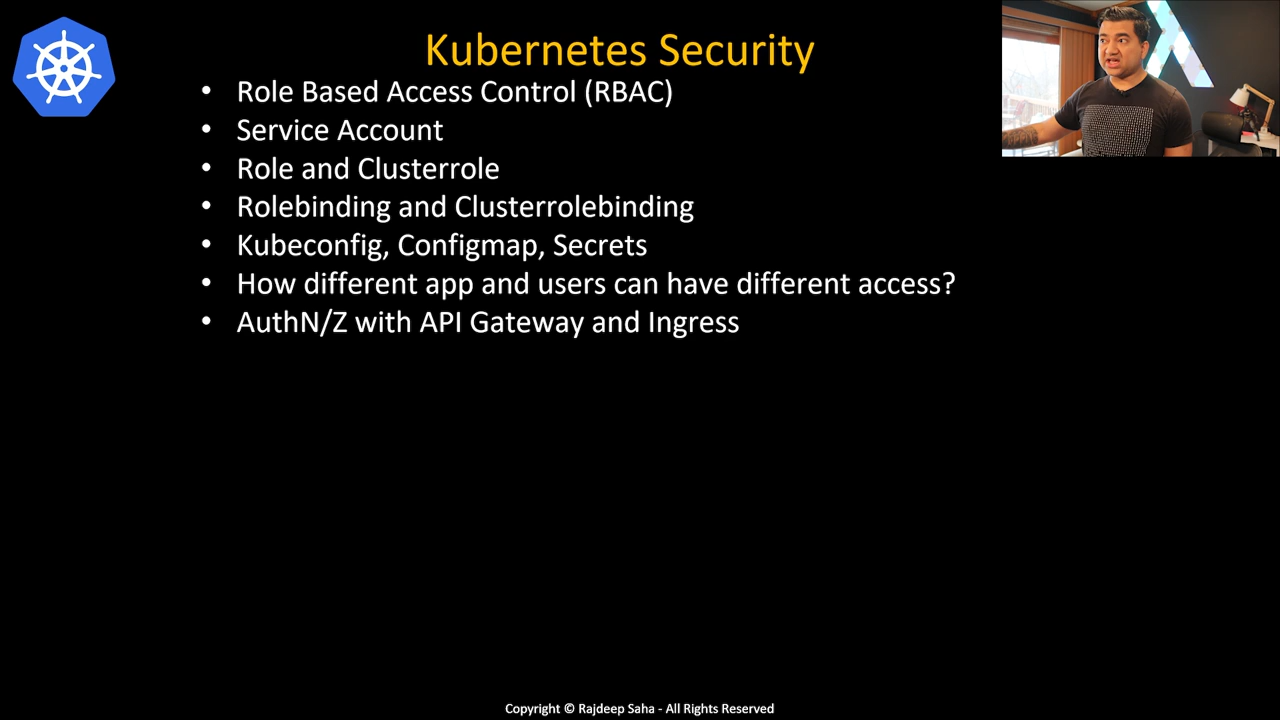 Kubernetes Security
• Role Based Access Control (RBAC)
• Service Account
• Role and Clusterrole
• Rolebinding and Clusterrolebinding
• Kubeconfig, Configmap, Secrets
• How different app and users can have different access?
• AuthN/Z with API Gateway and Ingress
Copyright © Rajdeep Saha - All Rights Reserved